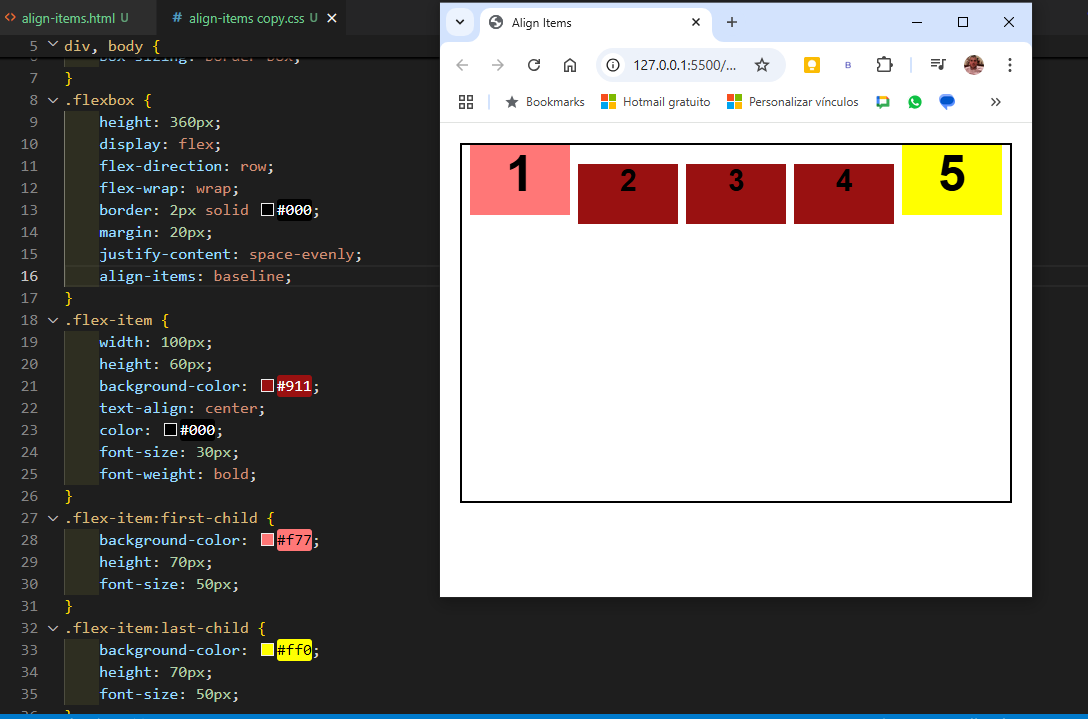 align-items.html U
# align-items copy.css U
5 div, body {
box-sizing: border-box;
7 }
8 .flexbox {
9 height: 360px;
10 display: flex;
11 flex-direction: row;
12 flex-wrap: wrap;
13 border: 2px solid #000;
14 margin: 20px;
15 justify-content: space-evenly;
16 align-items: baseline;
17 }
18 .flex-item {
19 width: 100px;
20 height: 60px;
21 background-color: #911;
22 text-align: center;
23 color: #000;
24 font-size: 30px;
25 font-weight: bold;
26 }
27 .flex-item:first-child {
28 background-color: #f77;
29 height: 70px;
30 font-size: 50px;
31 }
32 .flex-item:last-child {
33 background-color: #ff0;
34 height: 70px;
35 font-size: 50px;
36 }
Align Items
127.0.0.1:5500/...
B
Bookmarks
Hotmail gratuito
Personalizar vínculos
1 2 3 4 5